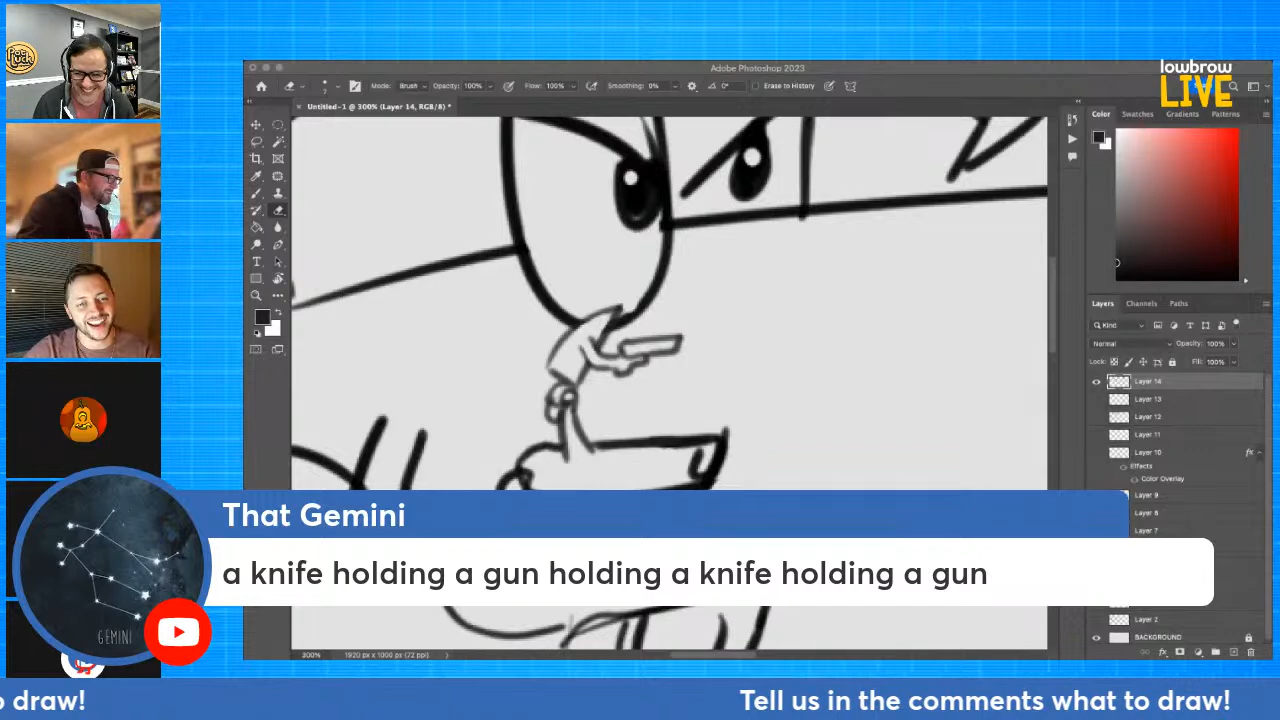 Adobe Photoshop 2023
lowbrow
LIVE
Mode: Brush Opacity: 100% Flow: 100% Smoothing: 0% 0° Erase to History
Untitled-1 @ 300% (Layer 14, RGB/8) *
Color Swatches Gradients Patterns
Layers Channels Paths
Kind
Normal Opacity: 100%
Lock: Fill: 100%
Layer 14
Layer 13
Layer 12
Layer 11
Layer 10 fx
Effects
Color Overlay
Layer 9
Layer 8
Layer 7
Layer 2
BACKGROUND
That Gemini
a knife holding a gun holding a knife holding a gun
GEMINI
300% 1920 px x 1000 px (72 ppi)
o draw! Tell us in the comments what to draw!